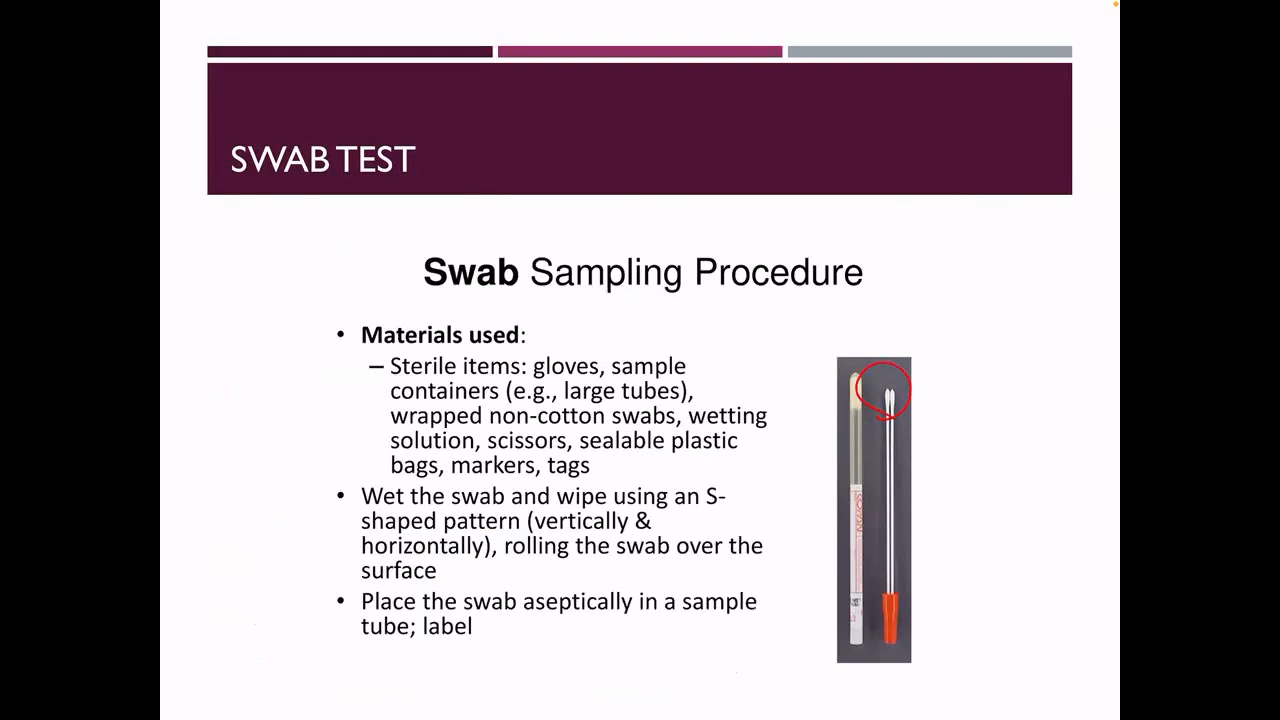 SWAB TEST
Swab Sampling Procedure
• Materials used:
– Sterile items: gloves, sample
containers (e.g., large tubes),
wrapped non-cotton swabs, wetting
solution, scissors, sealable plastic
bags, markers, tags
• Wet the swab and wipe using an S-
shaped pattern (vertically &
horizontally), rolling the swab over the
surface
• Place the swab aseptically in a sample
tube; label